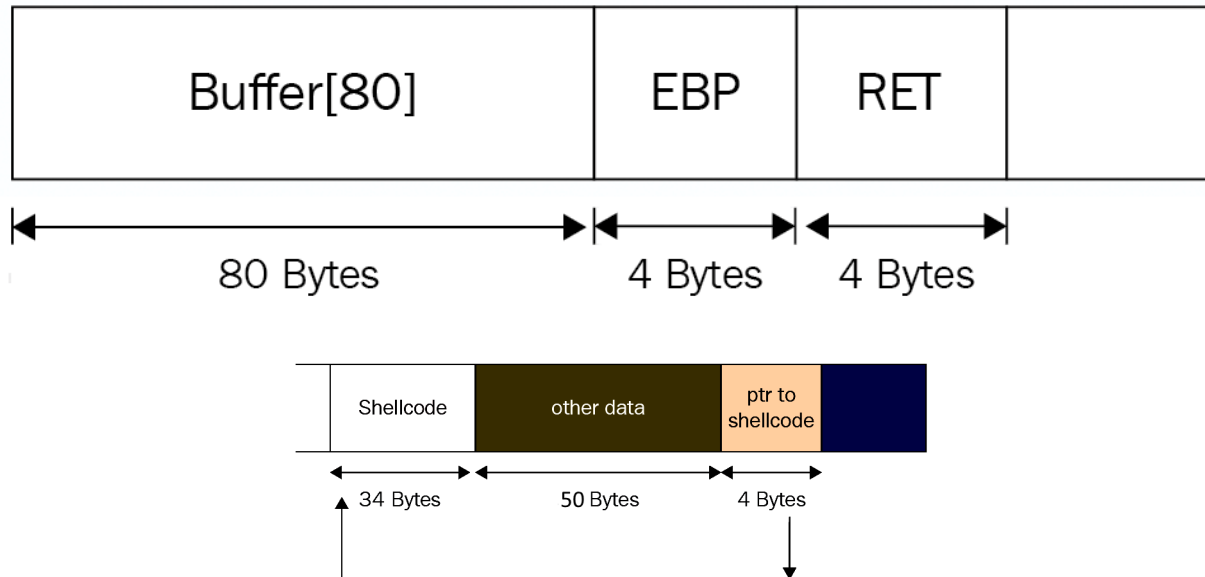 Buffer[80] EBP RET
80 Bytes 4 Bytes 4 Bytes
Shellcode other data ptr to
shellcode
34 Bytes 50 Bytes 4 Bytes